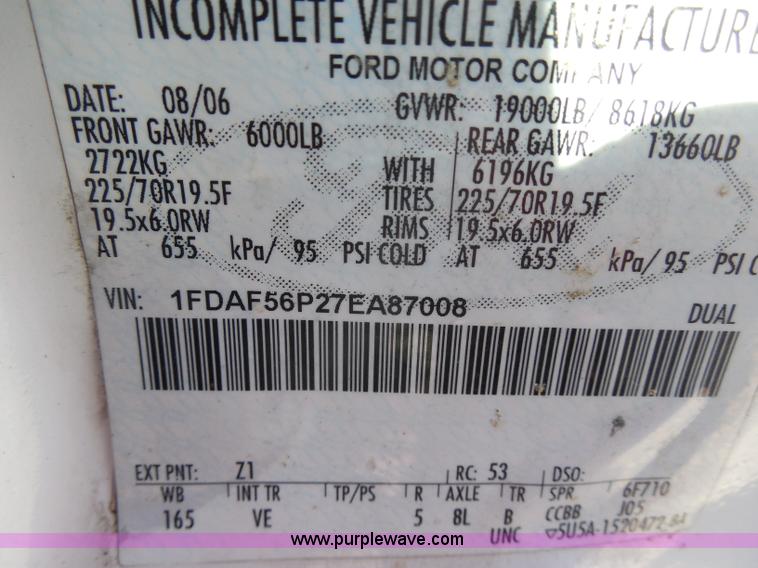 INCOMPLETE VEHICLE MANUFACTURE
FORD MOTOR COMPANY
DATE: 08/06 GVWR: 19000LB/ 8618KG
FRONT GAWR: 6000LB REAR GAWR: 13660LB
2722KG WITH 6196KG
225/70R19.5F TIRES 225/70R19.5F
19.5x6.0RW RIMS 19.5x6.0RW
AT 655 kPa/ 95 PSI COLD AT 655 kPa/ 95 PSI C
VIN: 1FDAF56P27EA87008 DUAL
EXT PNT: Z1 RC: 53 DSO:
WB INT TR TP/PS R AXLE TR SPR 6F710
165 VE 5 8L B CCBB J05
UNC ▽5U5A-1520472-BA
www.purplewave.com